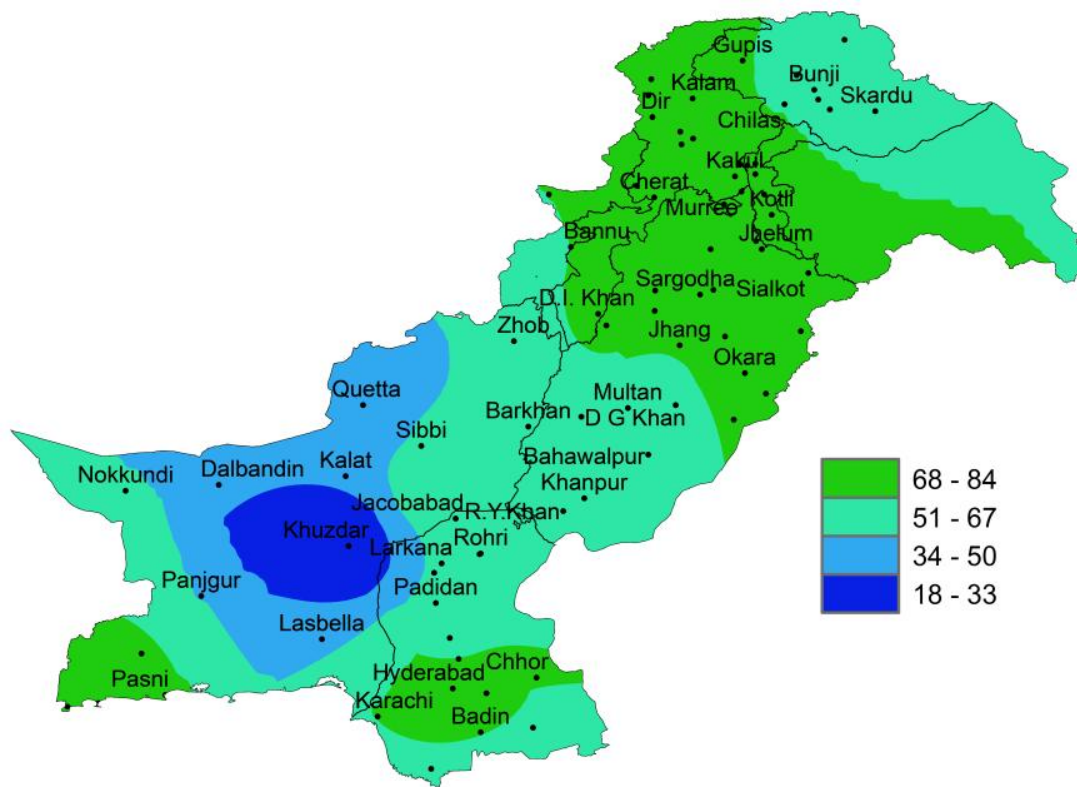 Gupis
Kalam
Bunji
Dir
Skardu
Chilas
Kakul
Cherat
Murree
Kotli
Bannu
Jhelum
Sargodha
D.I. Khan
Sialkot
Zhob
Jhang
Okara
Quetta
Multan
Barkhan
D G Khan
Sibbi
Nokkundi
Dalbandin
Kalat
Bahawalpur
Khanpur
Jacobabad
R.Y.Khan
Khuzdar
Rohri
Larkana
Panjgur
Padidan
Lasbella
Pasni
Hyderabad
Chhor
Karachi
Badin
68 - 84
51 - 67
34 - 50
18 - 33